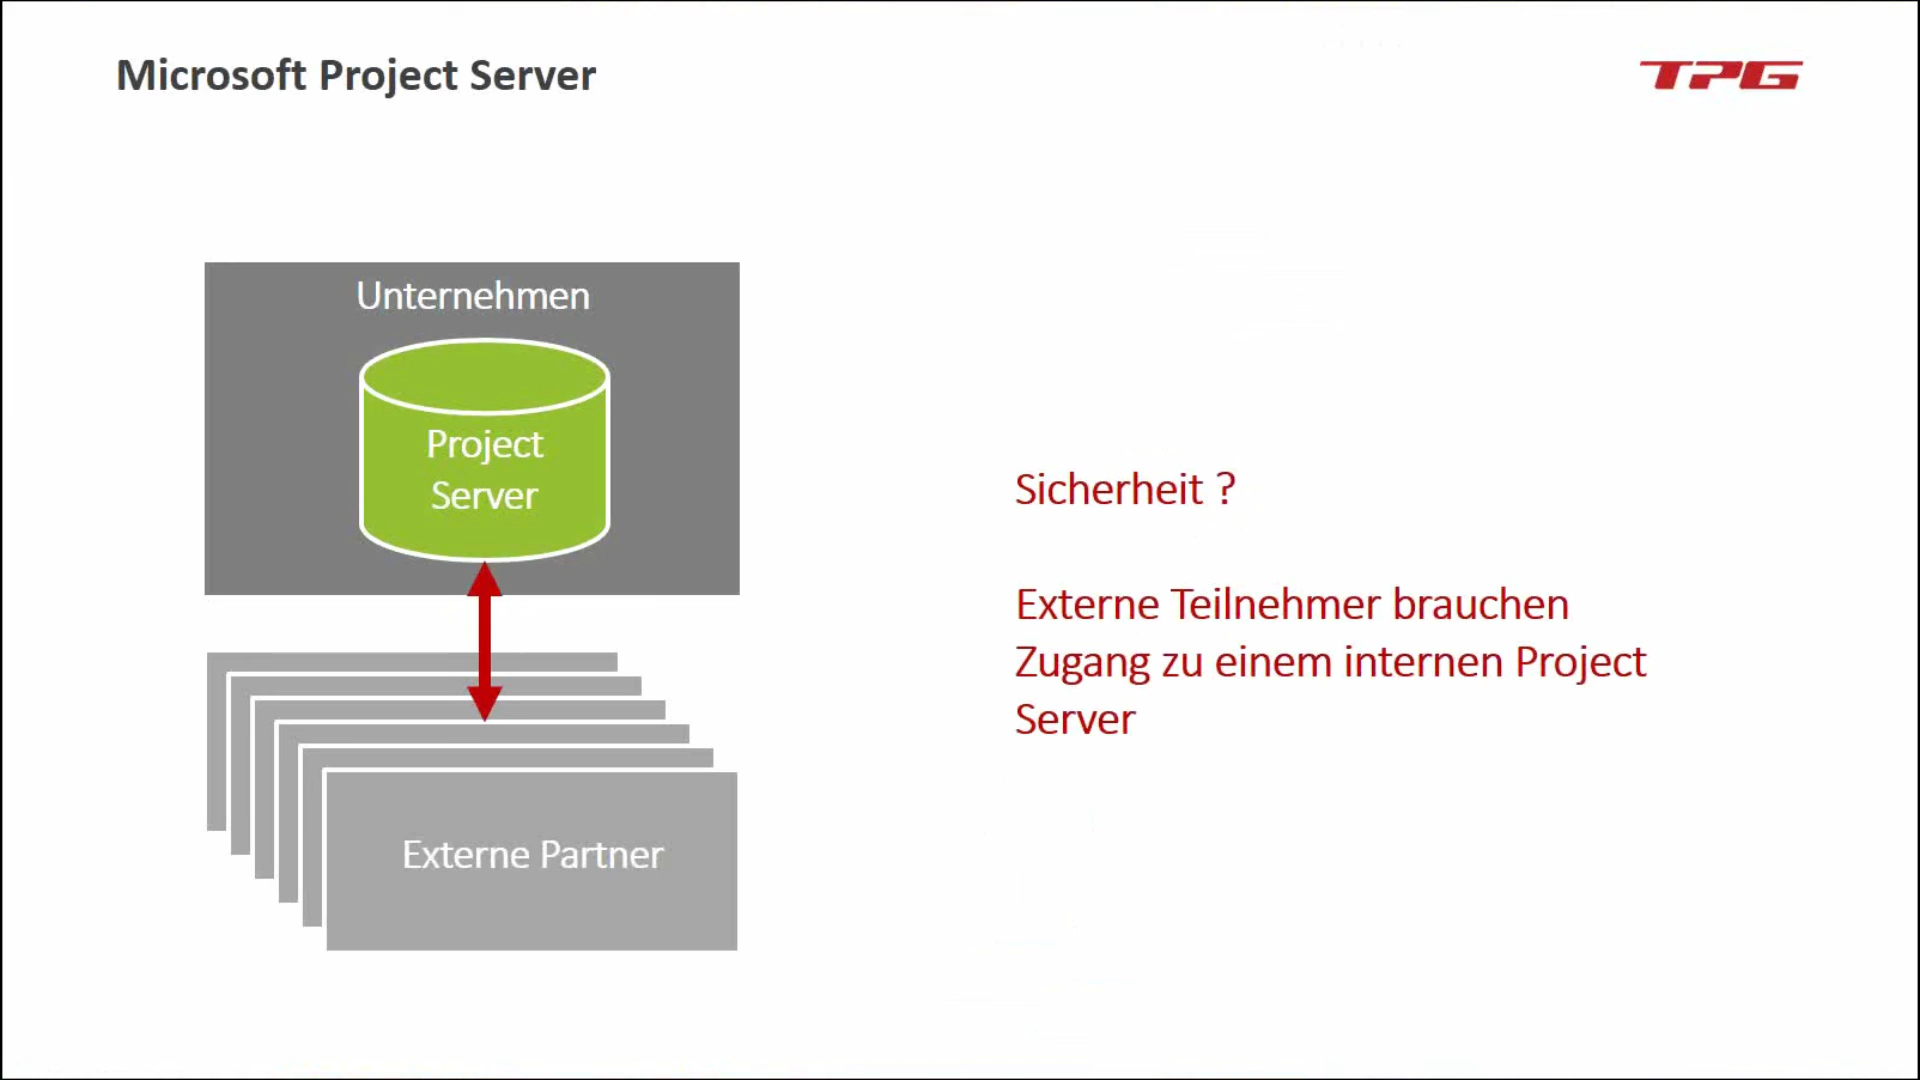 Microsoft Project Server
TPG
Unternehmen
Project
Server
Externe Partner
Sicherheit ?
Externe Teilnehmer brauchen
Zugang zu einem internen Project
Server